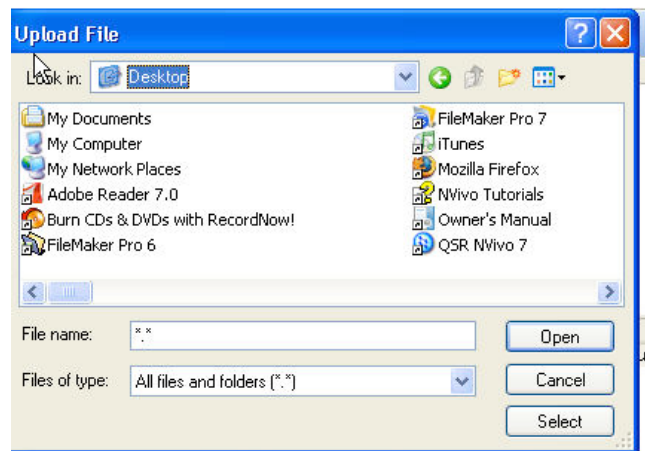 Upload File
Look in: Desktop
My Documents
My Computer
My Network Places
Adobe Reader 7.0
Burn CDs & DVDs with RecordNow!
FileMaker Pro 6
FileMaker Pro 7
iTunes
Mozilla Firefox
NVivo Tutorials
Owner's Manual
QSR NVivo 7
File name: *.*
Open
Files of type: All files and folders (*.*)
Cancel
Select